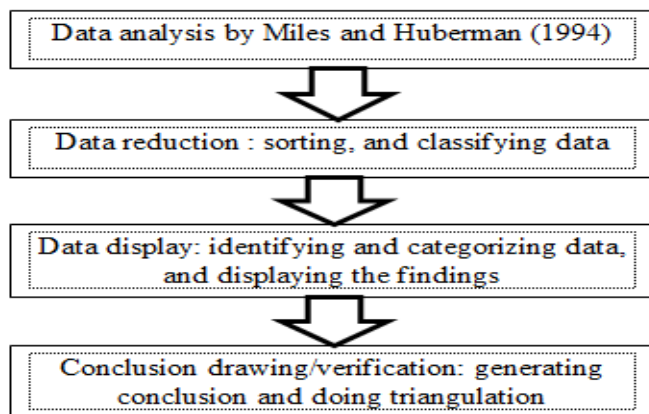 Data analysis by Miles and Huberman (1994)
Data reduction : sorting, and classifying data
Data display: identifying and categorizing data,
and displaying the findings
Conclusion drawing/verification: generating
conclusion and doing triangulation